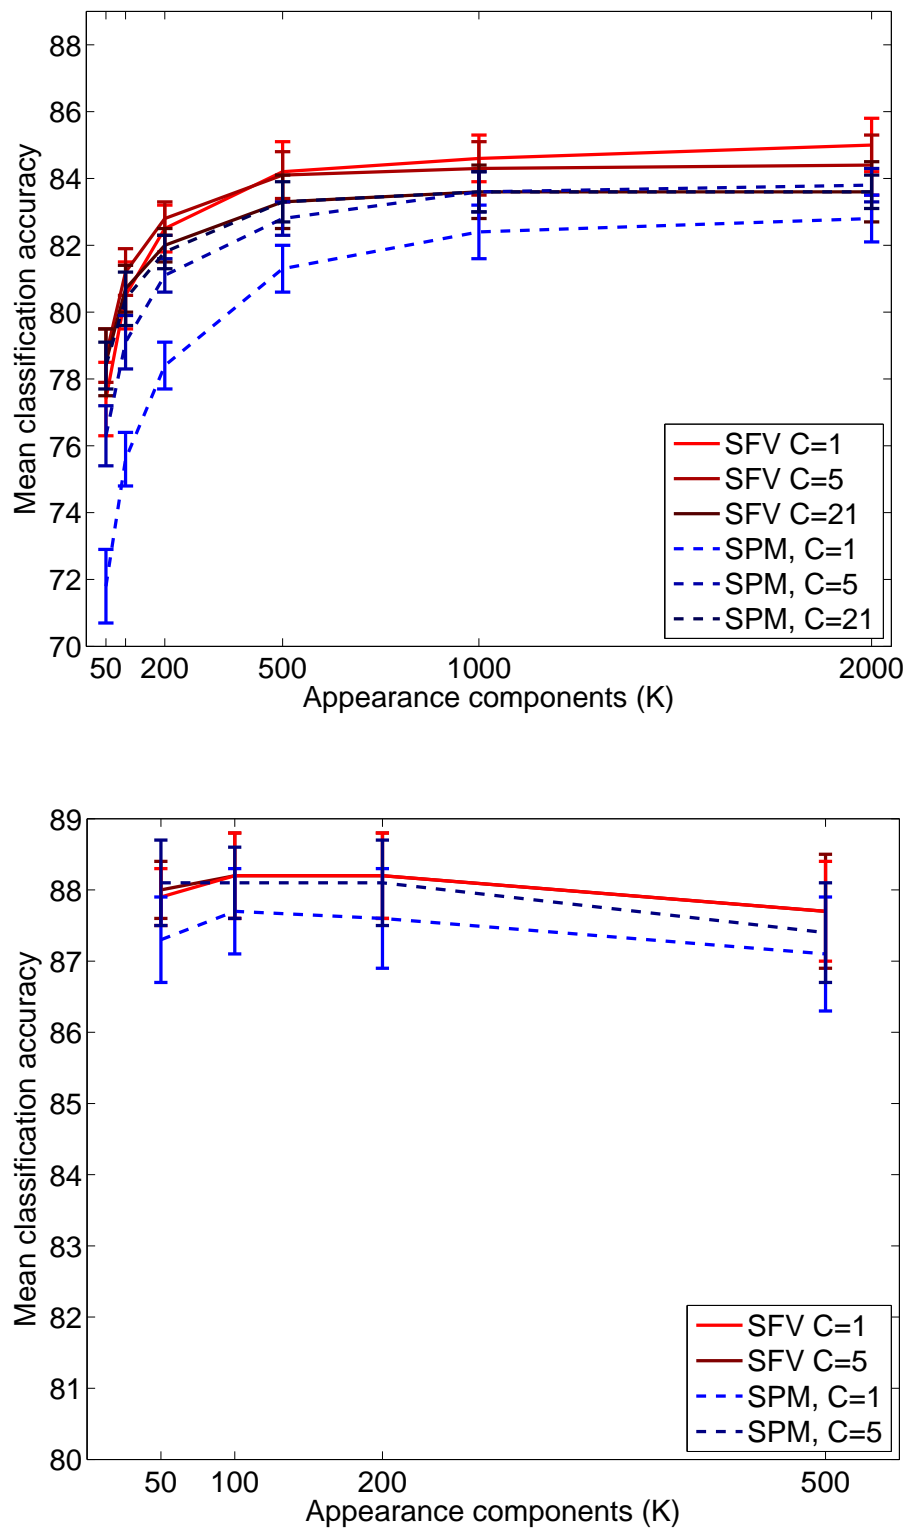 88
86
84
82
80
78
76
74
72
70
Mean classification accuracy
SFV C=1
SFV C=5
SFV C=21
SPM, C=1
SPM, C=5
SPM, C=21
50 200 500 1000 2000
Appearance components (K)
89
88
87
86
85
84
83
82
81
80
Mean classification accuracy
SFV C=1
SFV C=5
SPM, C=1
SPM, C=5
50 100 200 500
Appearance components (K)